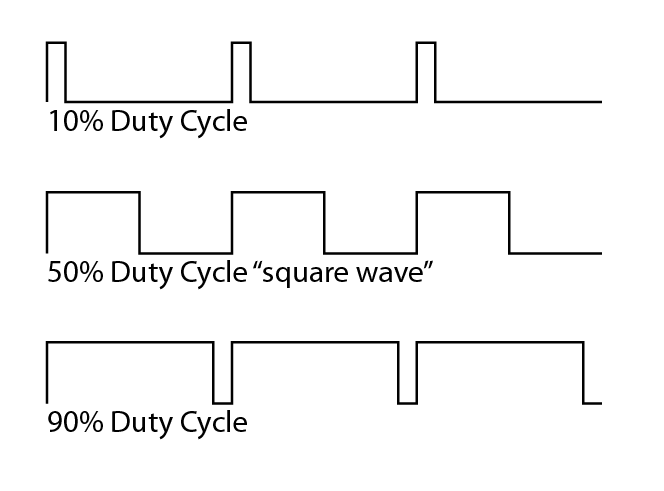 10% Duty Cycle
50% Duty Cycle “square wave”
90% Duty Cycle